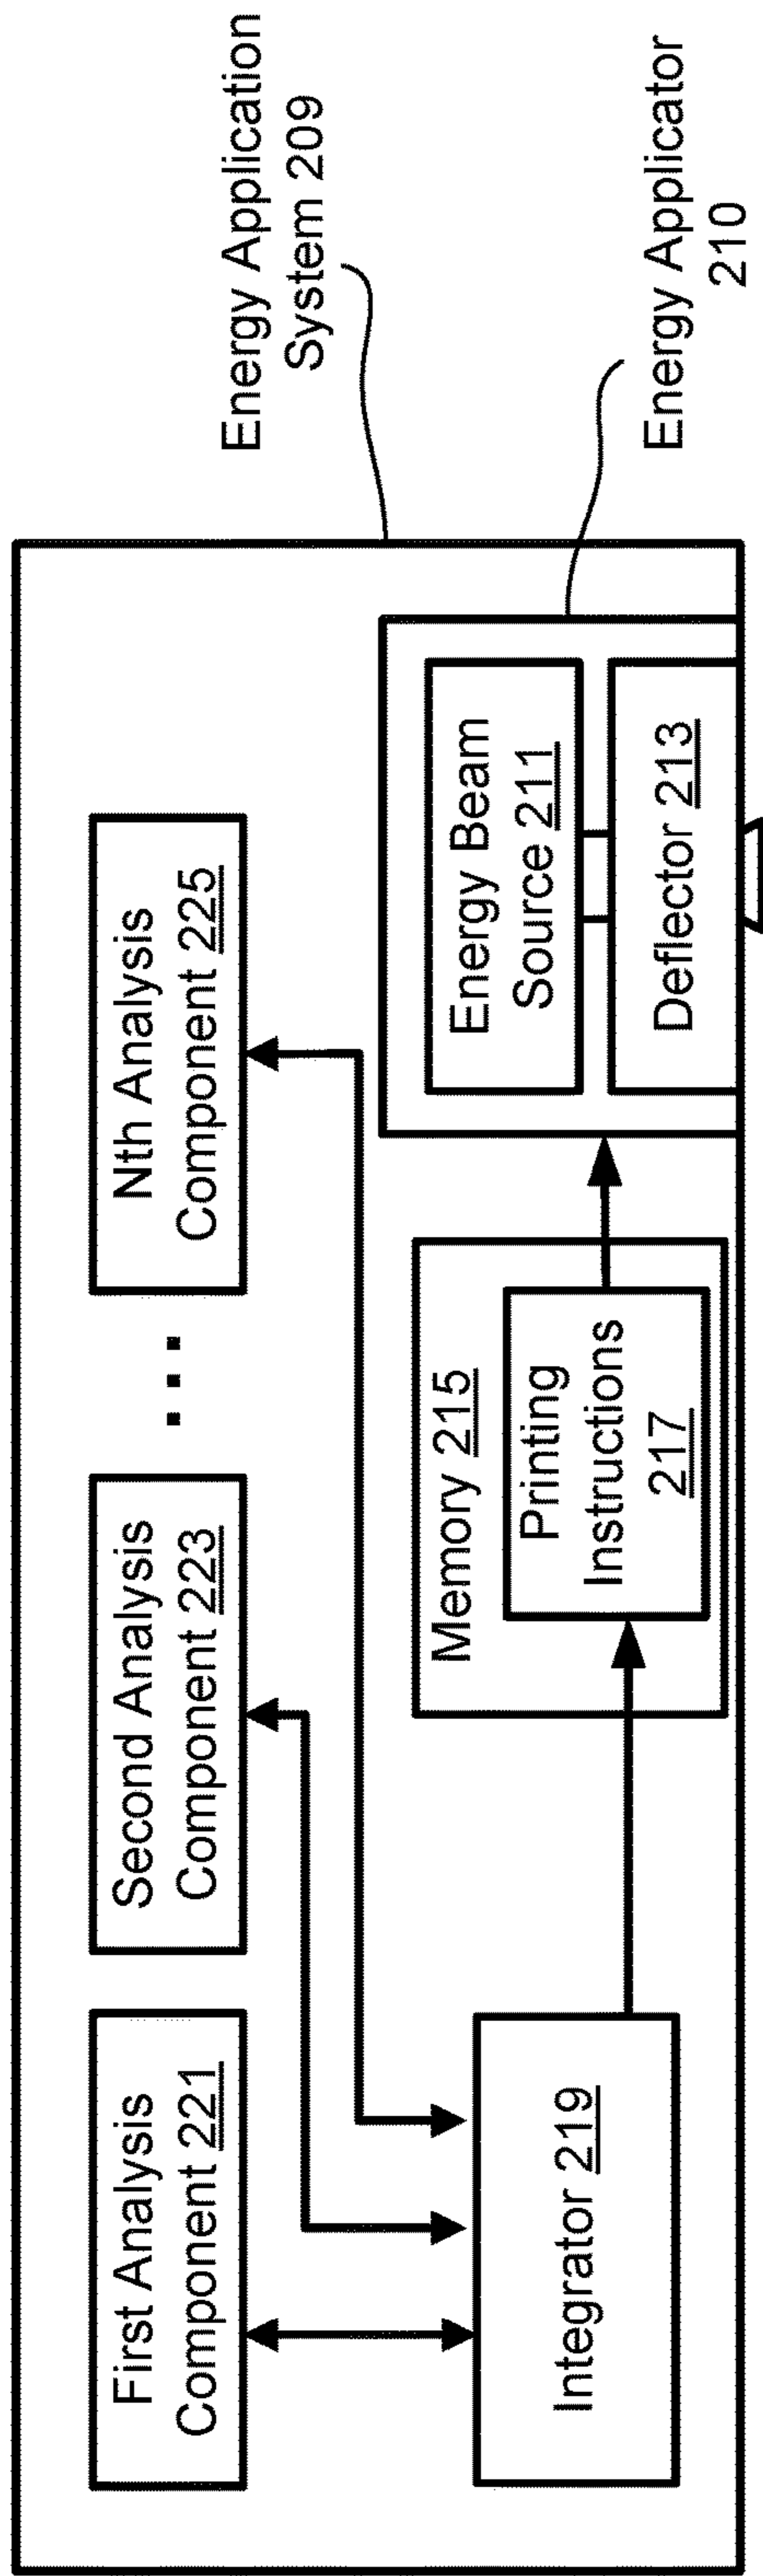 Energy Application
System 209
First Analysis
Component 221
Second Analysis
Component 223
...
Nth Analysis
Component 225
Integrator 219
Memory 215
Printing
Instructions
217
Energy Beam
Source 211
Deflector 213
Energy Applicator
210